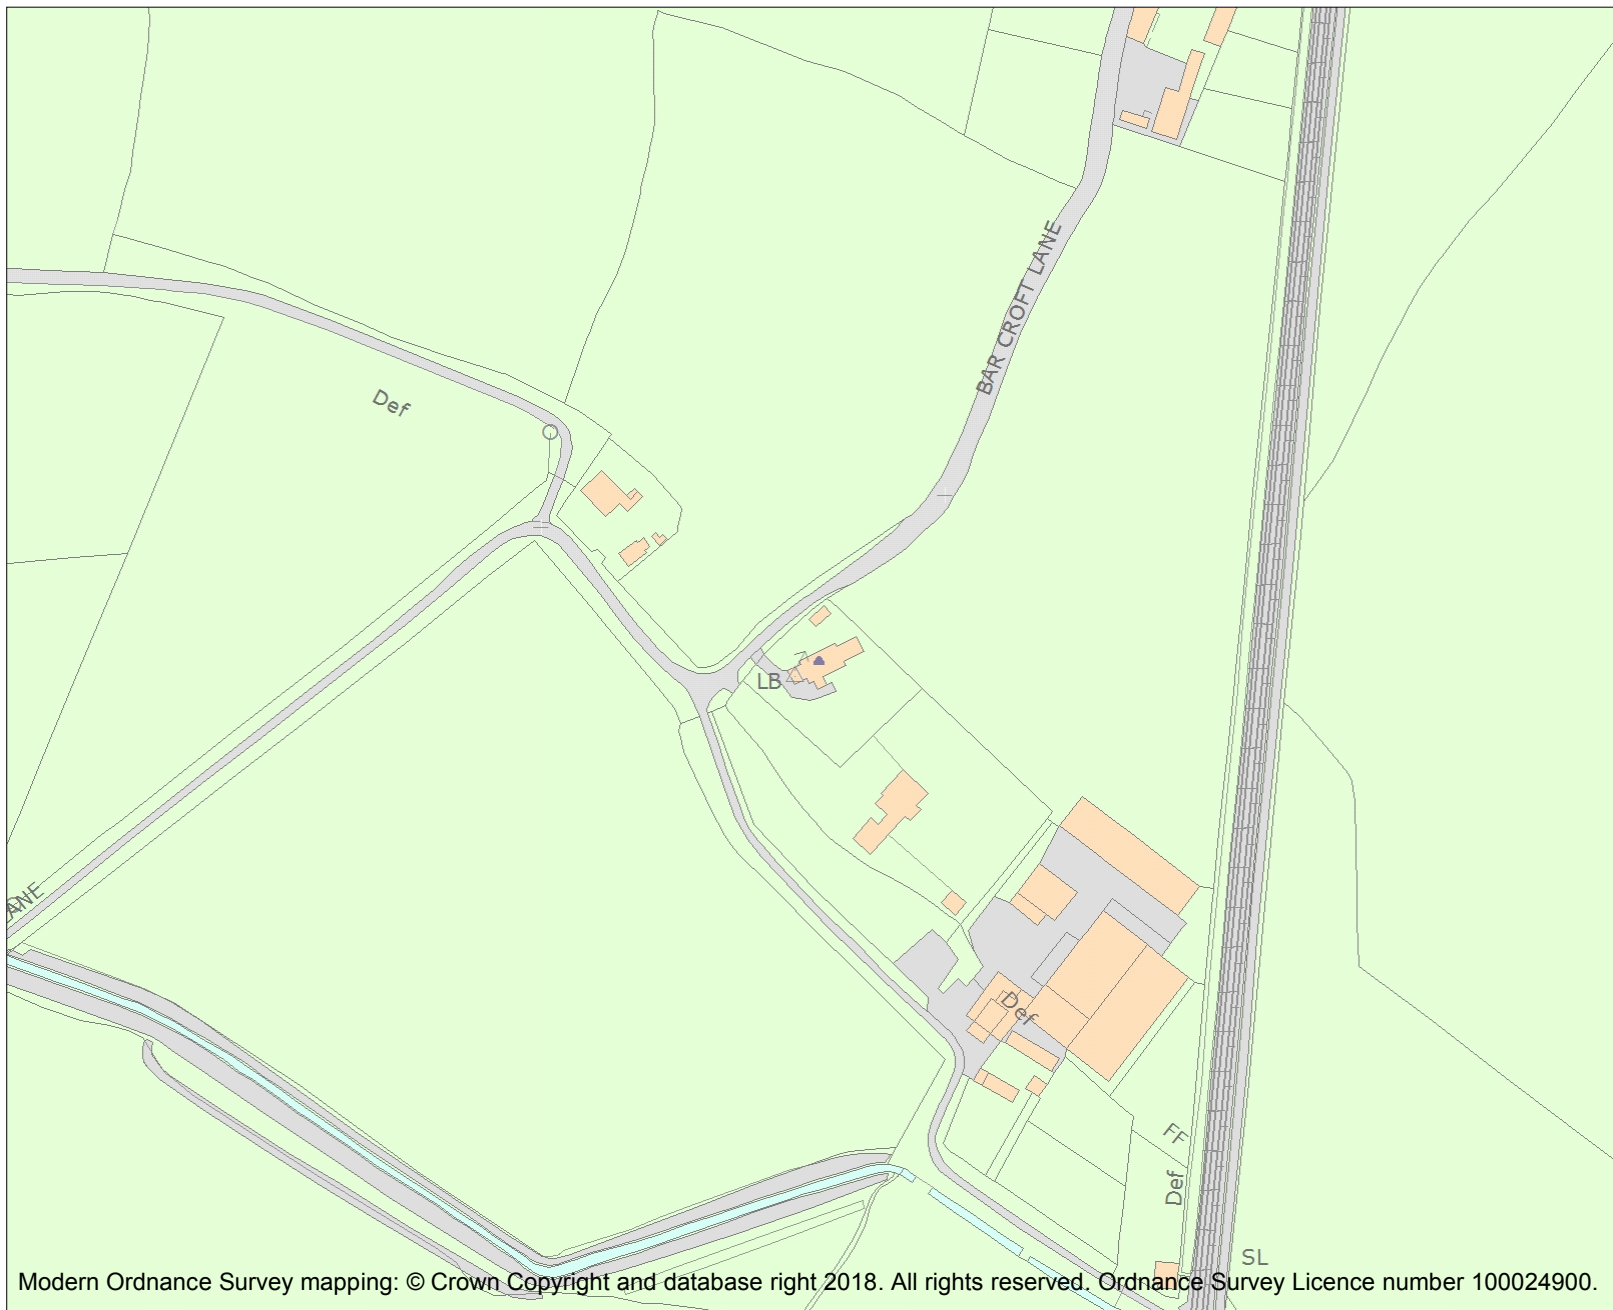 BAR CROFT LANE
Def
LB
ANE
Def
FF
Def
SL
Modern Ordnance Survey mapping: © Crown Copyright and database right 2018. All rights reserved. Ordnance Survey Licence number 100024900.